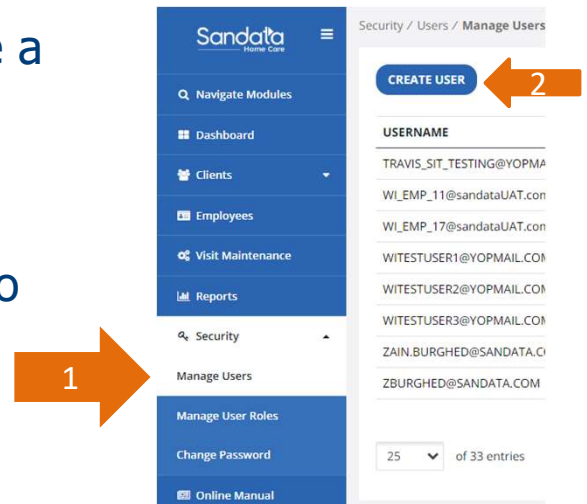 e a
o
1
Sandata
Home Care
Navigate Modules
Dashboard
Clients
Employees
Visit Maintenance
Reports
Security
Manage Users
Manage User Roles
Change Password
Online Manual
Security / Users / Manage Users
CREATE USER
2
USERNAME
TRAVIS_SIT_TESTING@YOPMA
WI_EMP_11@sandataUAT.con
WI_EMP_17@sandataUAT.con
WITESTUSER1@YOPMAIL.COM
WITESTUSER2@YOPMAIL.COM
WITESTUSER3@YOPMAIL.COM
ZAIN.BURGHED@SANDATA.C
ZBURGHED@SANDATA.COM
25 of 33 entries